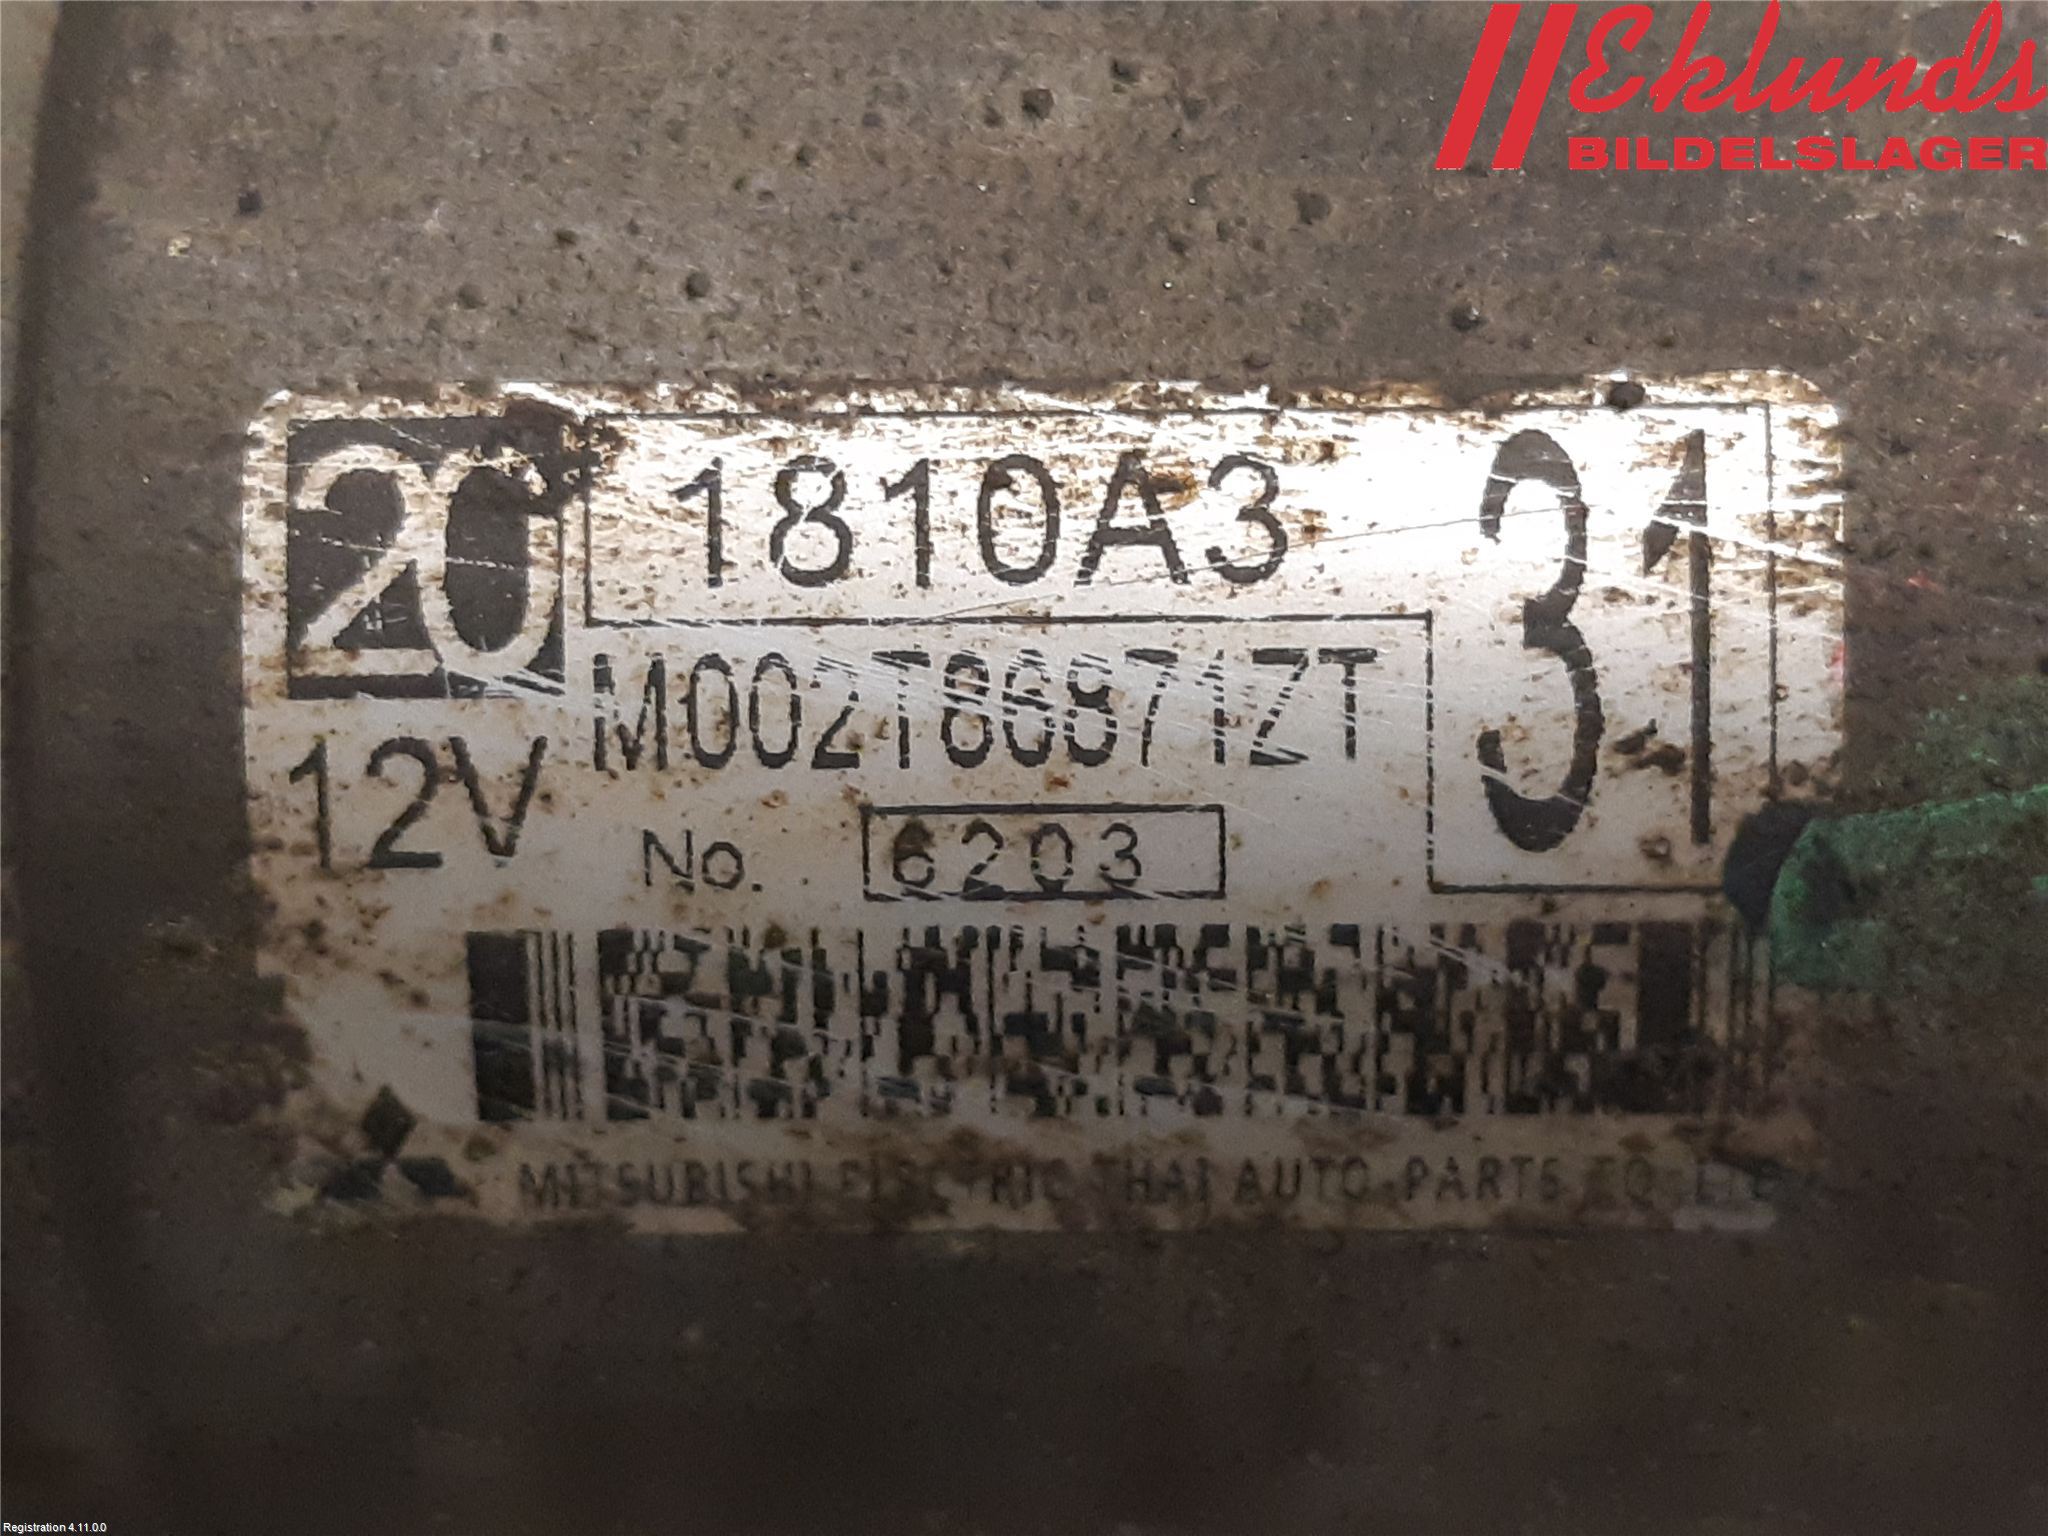 Eklunds
BILDELSLAGER
20 1810A3 31
M002T86871ZT
12V
No. 6203
MITSUBISHI ELECTRIC THAI AUTO-PARTS CO.,LTD
Registration 4.11.0.0